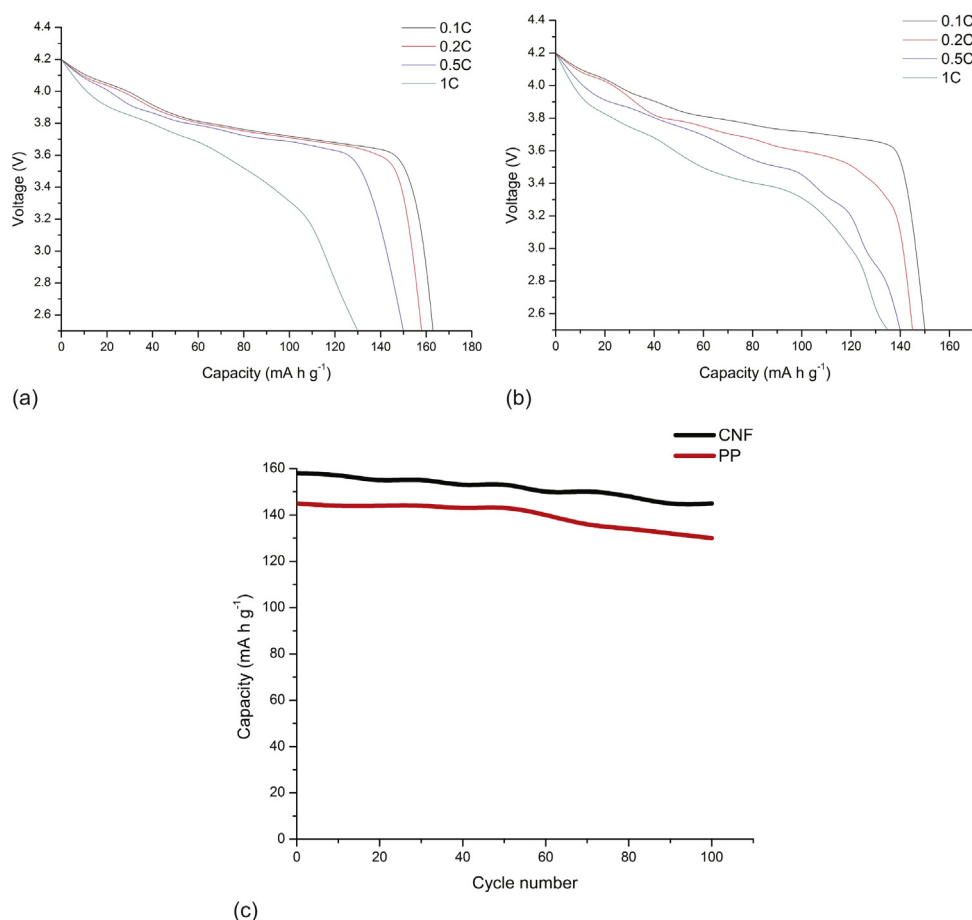 0.1C
0.2C
0.5C
1C
4.4
4.2
4.0
3.8
3.6
3.4
3.2
3.0
2.8
2.6
Voltage (V)
0 20 40 60 80 100 120 140 160 180
Capacity (mA h g⁻¹)
(a)
0.1C
0.2C
0.5C
1C
4.4
4.2
4.0
3.8
3.6
3.4
3.2
3.0
2.8
2.6
Voltage (V)
0 20 40 60 80 100 120 140 160
Capacity (mA h g⁻¹)
(b)
CNF
PP
160
140
120
100
80
60
40
20
0
Capacity (mA h g⁻¹)
0 20 40 60 80 100
Cycle number
(c)